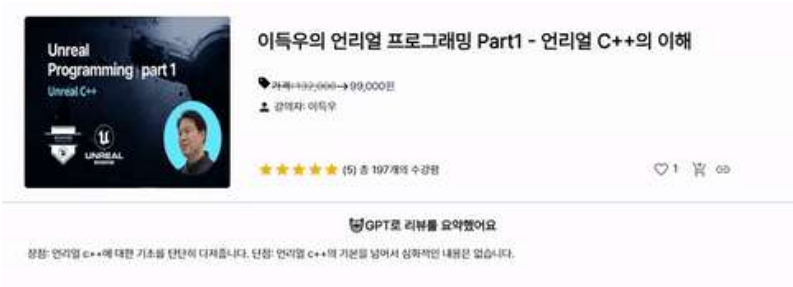 Unreal
Programming part 1
Unreal C++
UNREAL
이득우의 언리얼 프로그래밍 Part1 - 언리얼 C++의 이해
가격: 132,000→99,000원
강의자: 이득우
(5) 총 197개의 수강평
1
GPT로 리뷰를 요약했어요
장점: 언리얼 c++에 대한 기초를 탄탄히 다져줍니다. 단점: 언리얼 c++의 기본을 넘어서 심화적인 내용은 없습니다.